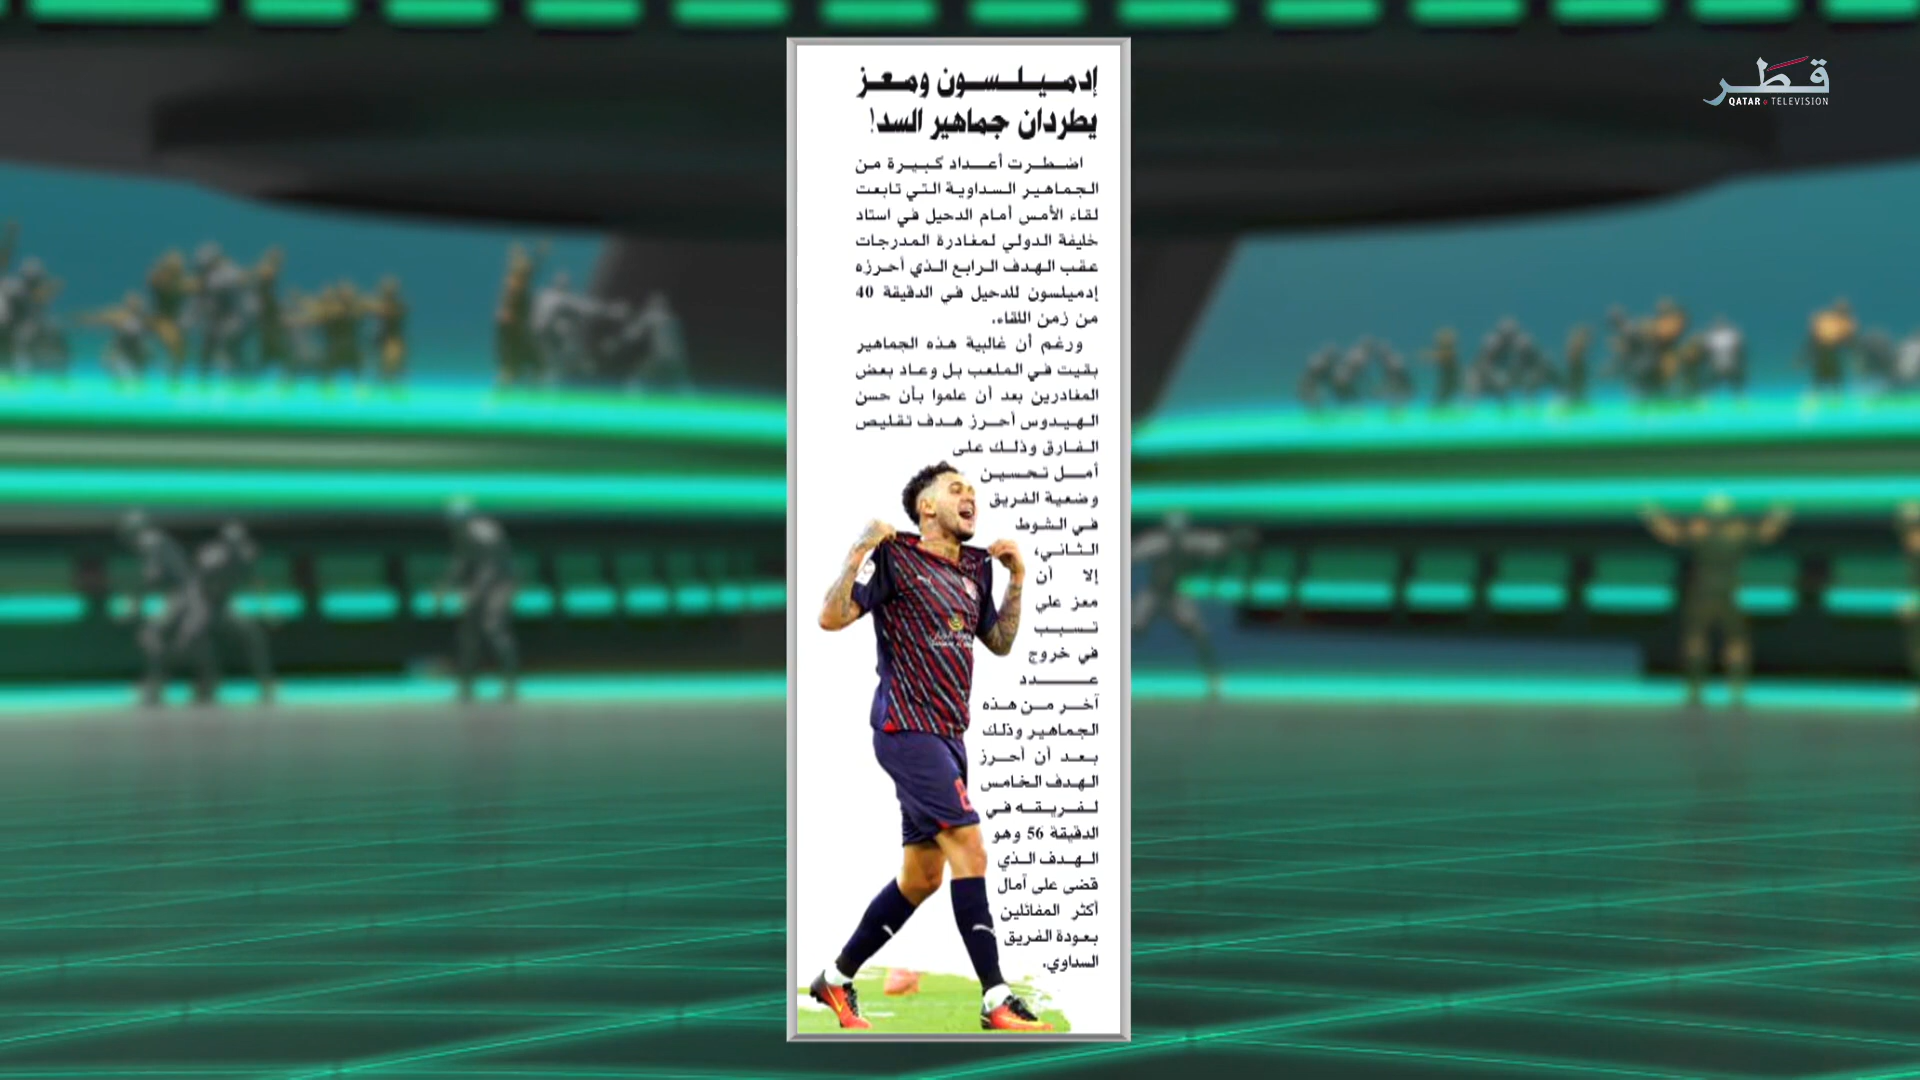 قطر
QATAR TELEVISION
إدميلسون ومعز
يطردان جماهير السد!
اضطرت أعداد كبيرة من
الجماهير السداوية التي تابعت
لقاء الأمس أمام الدحيل في استاد
خليفة الدولي لمغادرة المدرجات
عقب الهدف الرابع الذي أحرزه
إدميلسون للدحيل في الدقيقة 40
من زمن اللقاء.
ورغم أن غالبية هذه الجماهير
بقيت في الملعب بل وعاد بعض
المغادرين بعد أن علموا بأن حسن
الهيدوس أحرز هدف تقليص
الفارق وذلك على
أمل تحسين
وضعية الفريق
في الشوط
الثاني،
إلا أن
معز علي
تسبب
في خروج
عدد
آخر من هذه
الجماهير وذلك
بعد أن أحرز
الهدف الخامس
لفريقه في
الدقيقة 56 وهو
الهدف الذي
قضى على آمال
أكثر المفائلين
بعودة الفريق
السداوي.